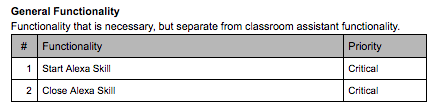 General Functionality
Functionality that is necessary, but separate from classroom assistant functionality.
# Functionality Priority
1 Start Alexa Skill Critical
2 Close Alexa Skill Critical